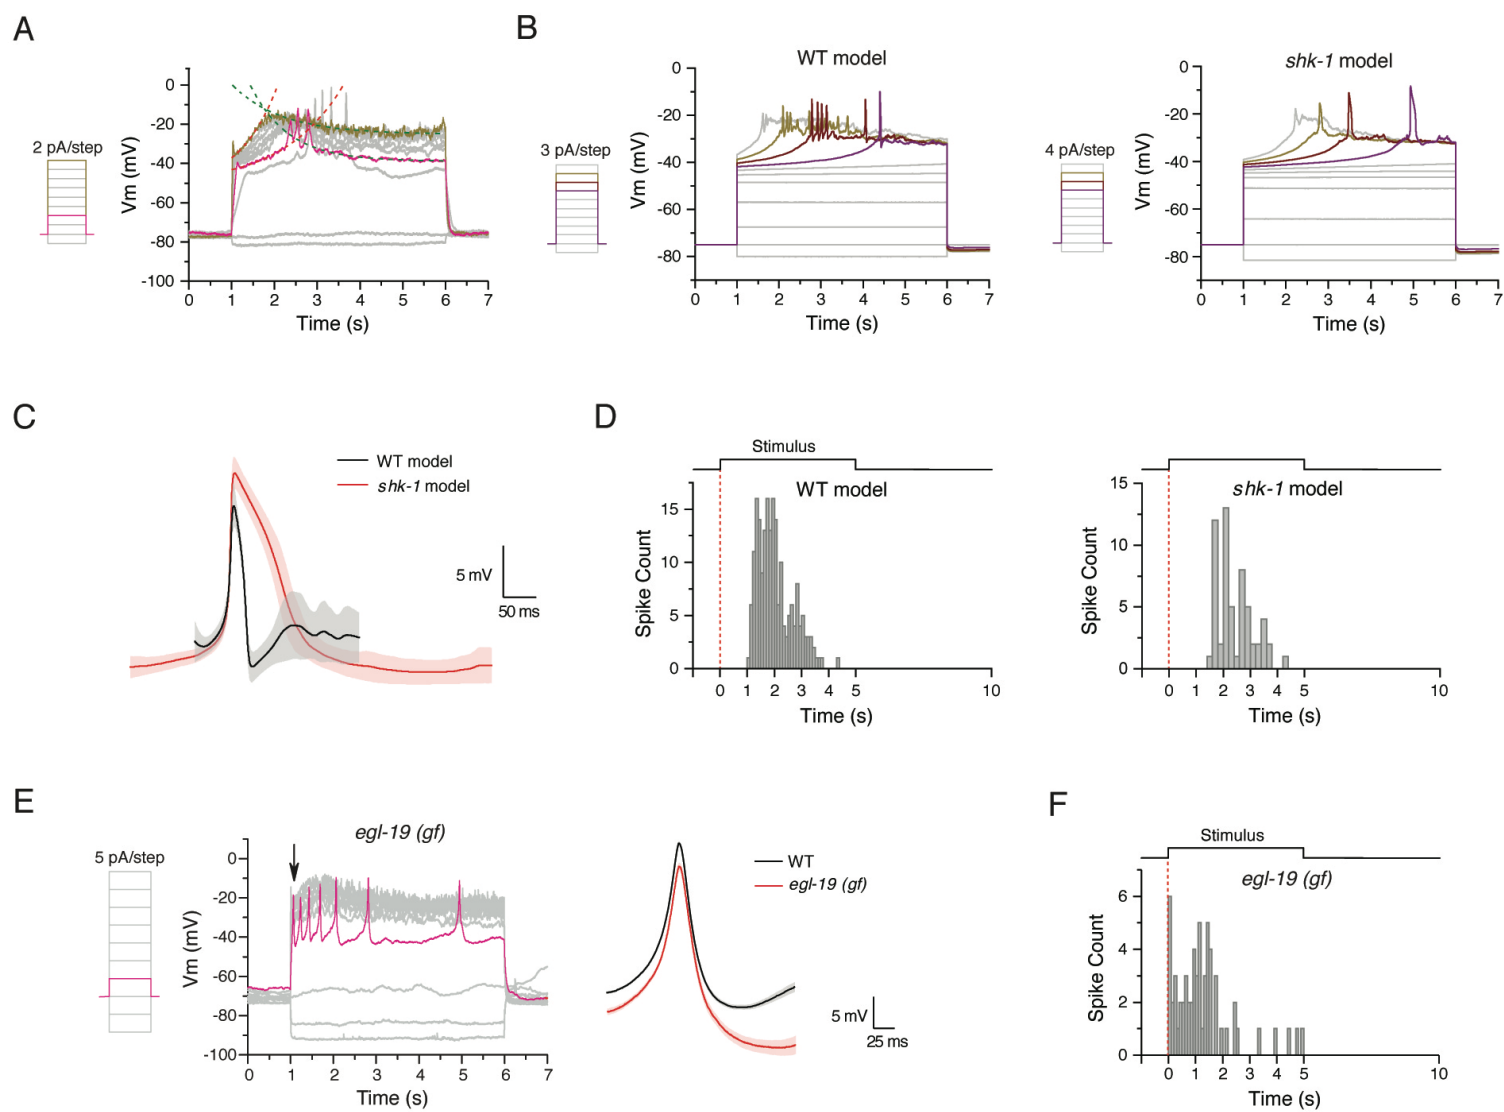 A
2 pA/step
Vm (mV)
0
-20
-40
-60
-80
-100
0 1 2 3 4 5 6 7
Time (s)
B
WT model
3 pA/step
Vm (mV)
0
-20
-40
-60
-80
0 1 2 3 4 5 6 7
Time (s)
shk-1 model
4 pA/step
Vm (mV)
0
-20
-40
-60
-80
0 1 2 3 4 5 6 7
Time (s)
C
WT model
shk-1 model
5 mV
50 ms
D
Stimulus
WT model
Spike Count
15
10
5
0
0 1 2 3 4 5 10
Time (s)
shk-1 model
Spike Count
15
10
5
0
0 1 2 3 4 5 10
Time (s)
E
egl-19 (gf)
5 pA/step
Vm (mV)
0
-20
-40
-60
-80
-100
0 1 2 3 4 5 6 7
Time (s)
WT
egl-19 (gf)
5 mV
25 ms
F
Stimulus
egl-19 (gf)
Spike Count
6
4
2
0
0 1 2 3 4 5 10
Time (s)